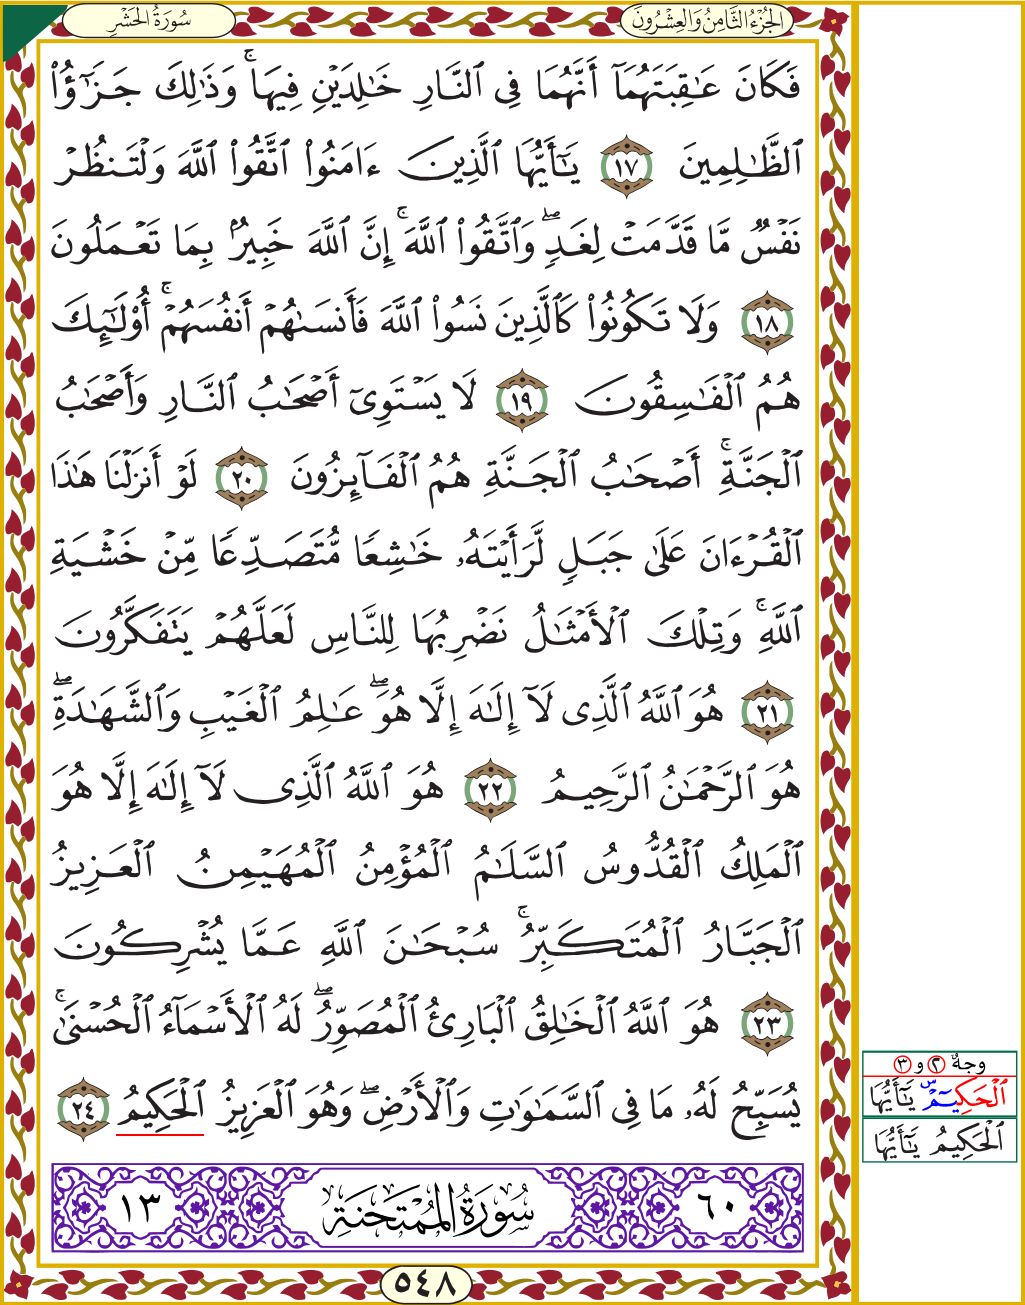 سُورَةُ الحَشْرِ
الجُزْءُ الثَّامِنُ وَالعِشْرُونَ
فَكَانَ عَٰقِبَتَهُمَآ أَنَّهُمَا فِى ٱلنَّارِ خَٰلِدَيْنِ فِيهَا ۚ وَذَٰلِكَ جَزَٰٓؤُا۟
ٱلظَّٰلِمِينَ ١٧ يَٰٓأَيُّهَا ٱلَّذِينَ ءَامَنُوا۟ ٱتَّقُوا۟ ٱللَّهَ وَلْتَنظُرْ
نَفْسٌ مَّا قَدَّمَتْ لِغَدٍ ۖ وَٱتَّقُوا۟ ٱللَّهَ ۚ إِنَّ ٱللَّهَ خَبِيرٌۢ بِمَا تَعْمَلُونَ
١٨ وَلَا تَكُونُوا۟ كَٱلَّذِينَ نَسُوا۟ ٱللَّهَ فَأَنسَىٰهُمْ أَنفُسَهُمْ ۚ أُو۟لَٰٓئِكَ
هُمُ ٱلْفَٰسِقُونَ ١٩ لَا يَسْتَوِىٓ أَصْحَٰبُ ٱلنَّارِ وَأَصْحَٰبُ
ٱلْجَنَّةِ ۚ أَصْحَٰبُ ٱلْجَنَّةِ هُمُ ٱلْفَآئِزُونَ ٢٠ لَوْ أَنزَلْنَا هَٰذَا
ٱلْقُرْءَانَ عَلَىٰ جَبَلٍ لَّرَأَيْتَهُۥ خَٰشِعًا مُّتَصَدِّعًا مِّنْ خَشْيَةِ
ٱللَّهِ ۚ وَتِلْكَ ٱلْأَمْثَٰلُ نَضْرِبُهَا لِلنَّاسِ لَعَلَّهُمْ يَتَفَكَّرُونَ
٢١ هُوَ ٱللَّهُ ٱلَّذِى لَآ إِلَٰهَ إِلَّا هُوَ ۖ عَٰلِمُ ٱلْغَيْبِ وَٱلشَّهَٰدَةِ ۖ
هُوَ ٱلرَّحْمَٰنُ ٱلرَّحِيمُ ٢٢ هُوَ ٱللَّهُ ٱلَّذِى لَآ إِلَٰهَ إِلَّا هُوَ
ٱلْمَلِكُ ٱلْقُدُّوسُ ٱلسَّلَٰمُ ٱلْمُؤْمِنُ ٱلْمُهَيْمِنُ ٱلْعَزِيزُ
ٱلْجَبَّارُ ٱلْمُتَكَبِّرُ ۚ سُبْحَٰنَ ٱللَّهِ عَمَّا يُشْرِكُونَ
٢٣ هُوَ ٱللَّهُ ٱلْخَٰلِقُ ٱلْبَارِئُ ٱلْمُصَوِّرُ ۖ لَهُ ٱلْأَسْمَآءُ ٱلْحُسْنَىٰ ۚ
يُسَبِّحُ لَهُۥ مَا فِى ٱلسَّمَٰوَٰتِ وَٱلْأَرْضِ ۖ وَهُوَ ٱلْعَزِيزُ ٱلْحَكِيمُ ٢٤
٦٠ سُورَةُ المُمْتَحَنَةِ ١٣
٥٤٨
وجهٌ ٢ و ٣
ٱلْحَكِيمُ يَٰٓأَيُّهَا
ٱلْحَكِيمُ يَٰٓأَيُّهَا